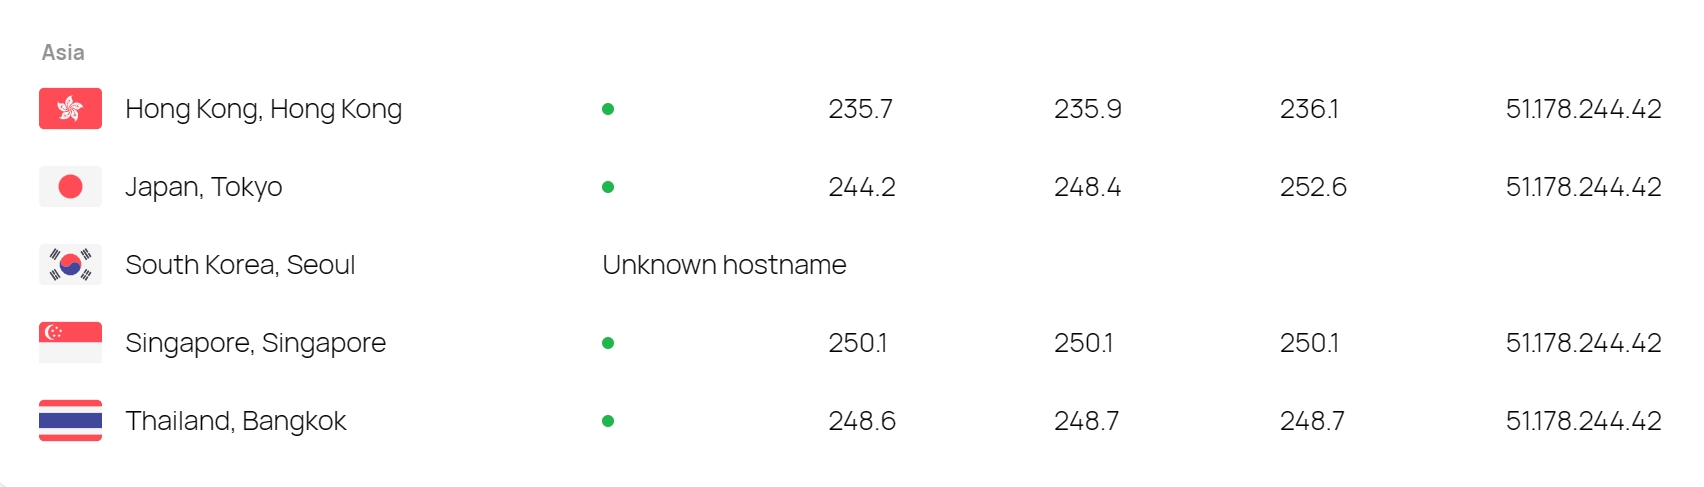 Asia
Hong Kong, Hong Kong 235.7 235.9 236.1 51.178.244.42
Japan, Tokyo 244.2 248.4 252.6 51.178.244.42
South Korea, Seoul Unknown hostname
Singapore, Singapore 250.1 250.1 250.1 51.178.244.42
Thailand, Bangkok 248.6 248.7 248.7 51.178.244.42